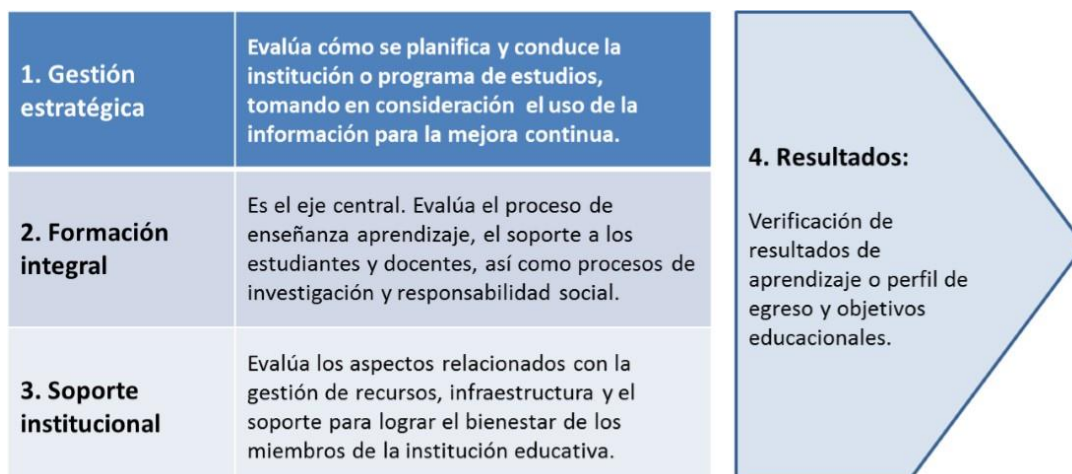 1. Gestión
estratégica
Evalúa cómo se planifica y conduce la
institución o programa de estudios,
tomando en consideración el uso de la
información para la mejora continua.
2. Formación
integral
Es el eje central. Evalúa el proceso de
enseñanza aprendizaje, el soporte a los
estudiantes y docentes, así como procesos de
investigación y responsabilidad social.
3. Soporte
institucional
Evalúa los aspectos relacionados con la
gestión de recursos, infraestructura y el
soporte para lograr el bienestar de los
miembros de la institución educativa.
4. Resultados:
Verificación de
resultados de
aprendizaje o perfil de
egreso y objetivos
educacionales.